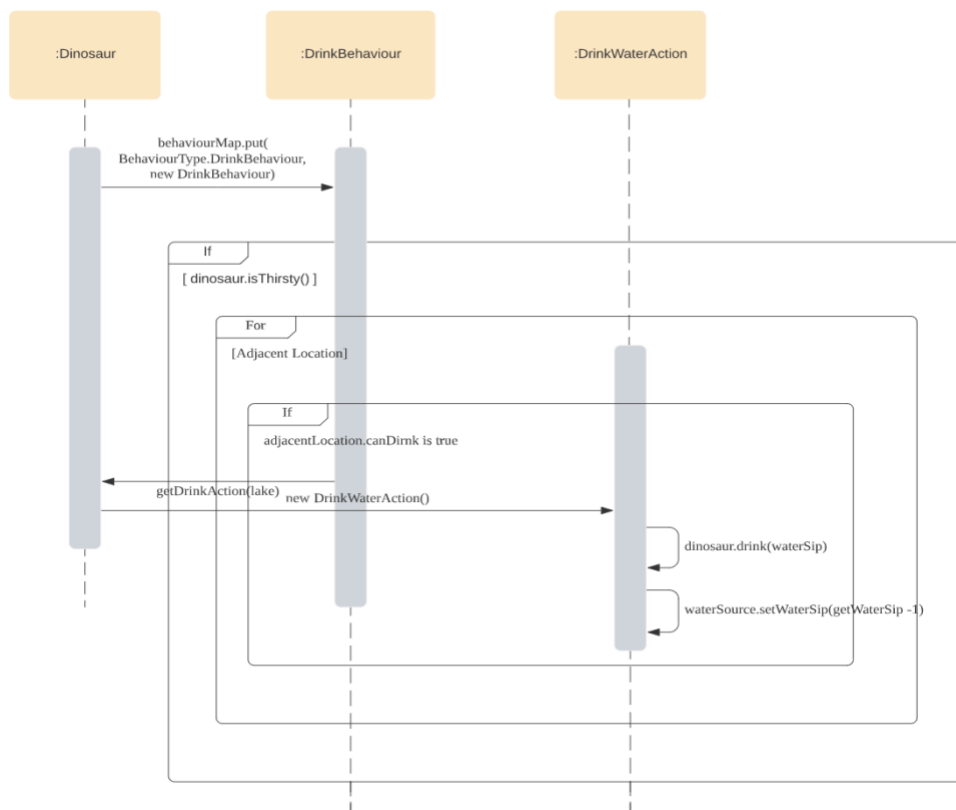 :Dinosaur
:DrinkBehaviour
:DrinkWaterAction
behaviourMap.put(
BehaviourType.DrinkBehaviour,
new DrinkBehaviour)
If
[ dinosaur.isThirsty() ]
For
[Adjacent Location]
If
adjacentLocation.canDirnk is true
getDrinkAction(lake)
new DrinkWaterAction()
dinosaur.drink(waterSip)
waterSource.setWaterSip(getWaterSip -1)